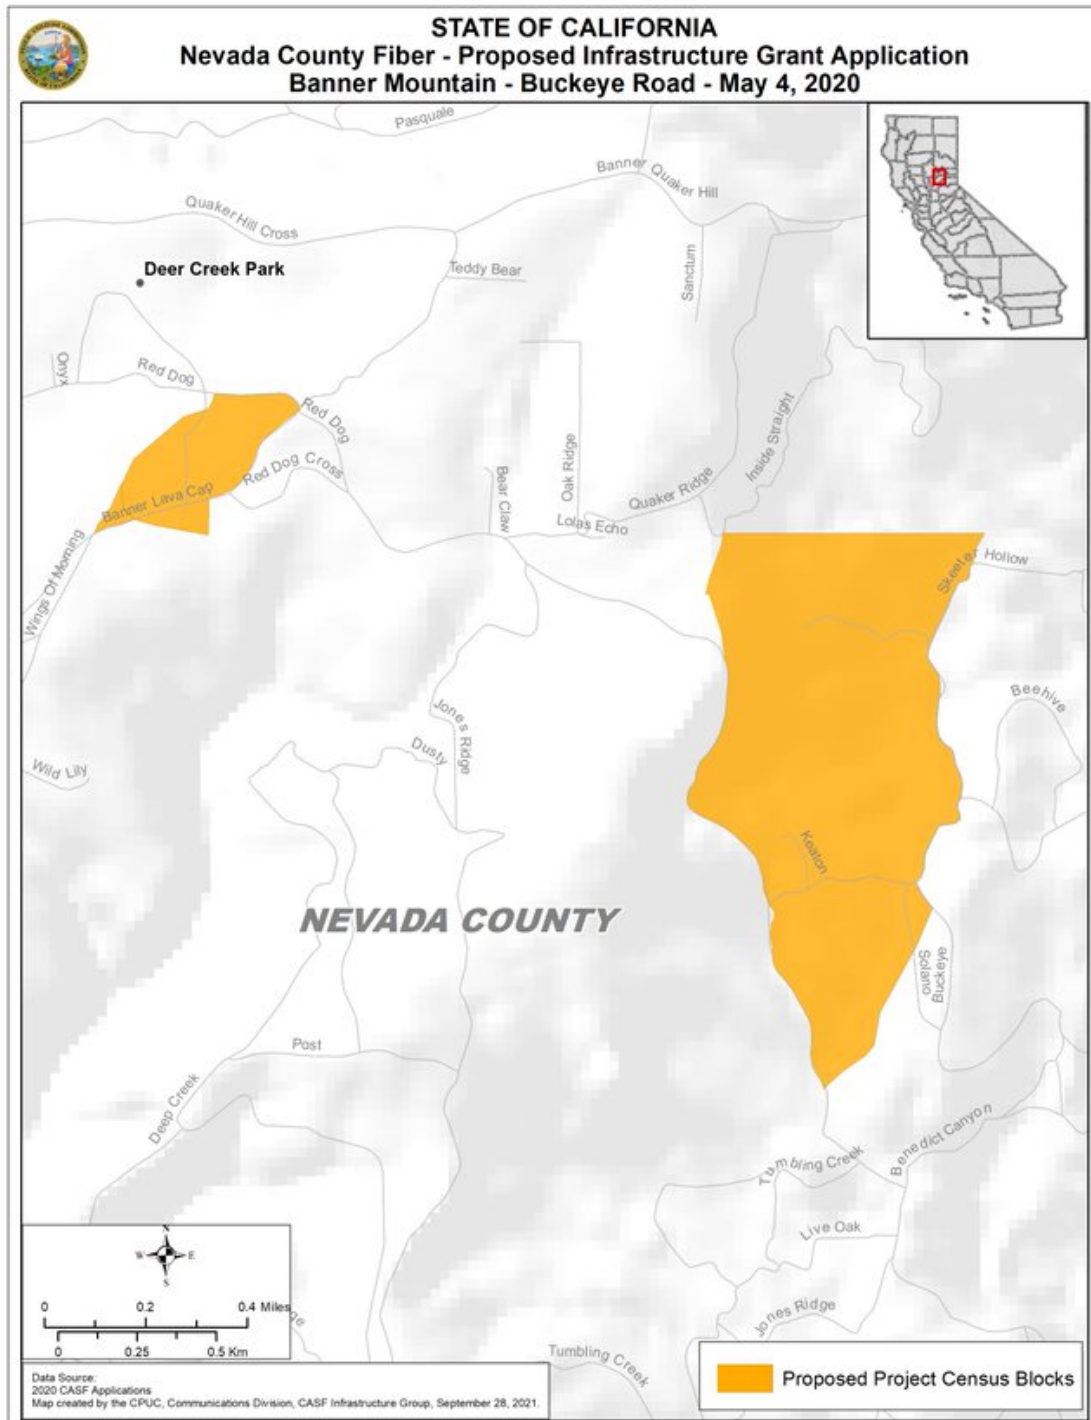 STATE OF CALIFORNIA
Nevada County Fiber - Proposed Infrastructure Grant Application
Banner Mountain - Buckeye Road - May 4, 2020
Pasquale
Banner Quaker Hill
Quaker Hill Cross
Deer Creek Park
Teddy Bear
Sanctum
Onyx
Red Dog
Red Dog
Red Dog Cross
Inside Straight
Oak Ridge
Bear Claw
Quaker Ridge
Banner Lava Cap
Lolas Echo
Wings Of Morning
Skeeter Hollow
Beehive
Jones Ridge
Dusty
Wild Lily
Keaton
NEVADA COUNTY
Solano
Buckeye
Post
Deep Creek
Benedict Canyon
Tumbling Creek
Live Oak
Jones Ridge
Tumbling Creek
N
W E
S
0 0.2 0.4 Miles
0 0.25 0.5 Km
Proposed Project Census Blocks
Data Source:
2020 CASF Applications
Map created by the CPUC, Communications Division, CASF Infrastructure Group, September 28, 2021.